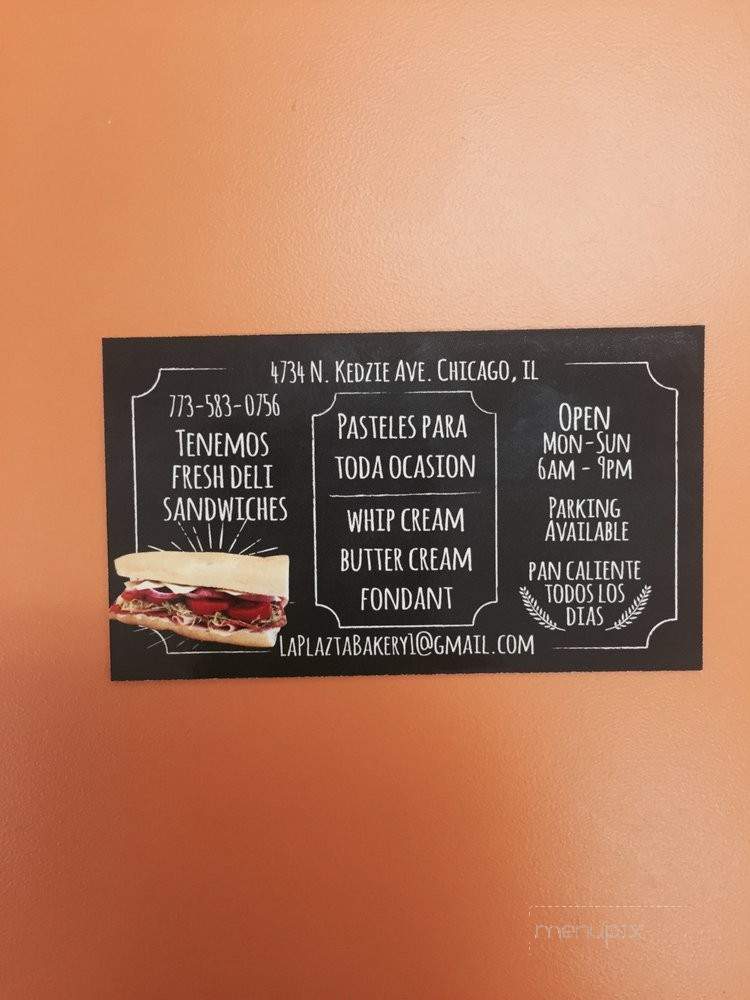 4734 N. Kedzie Ave. Chicago, IL
773-583-0756
Tenemos
fresh deli
sandwiches
Pasteles para
toda ocasion
whip cream
butter cream
fondant
Open
Mon-Sun
6am - 9pm
Parking
Available
pan caliente
todos los
dias
LaPlaztaBakery1@gmail.com
menupix